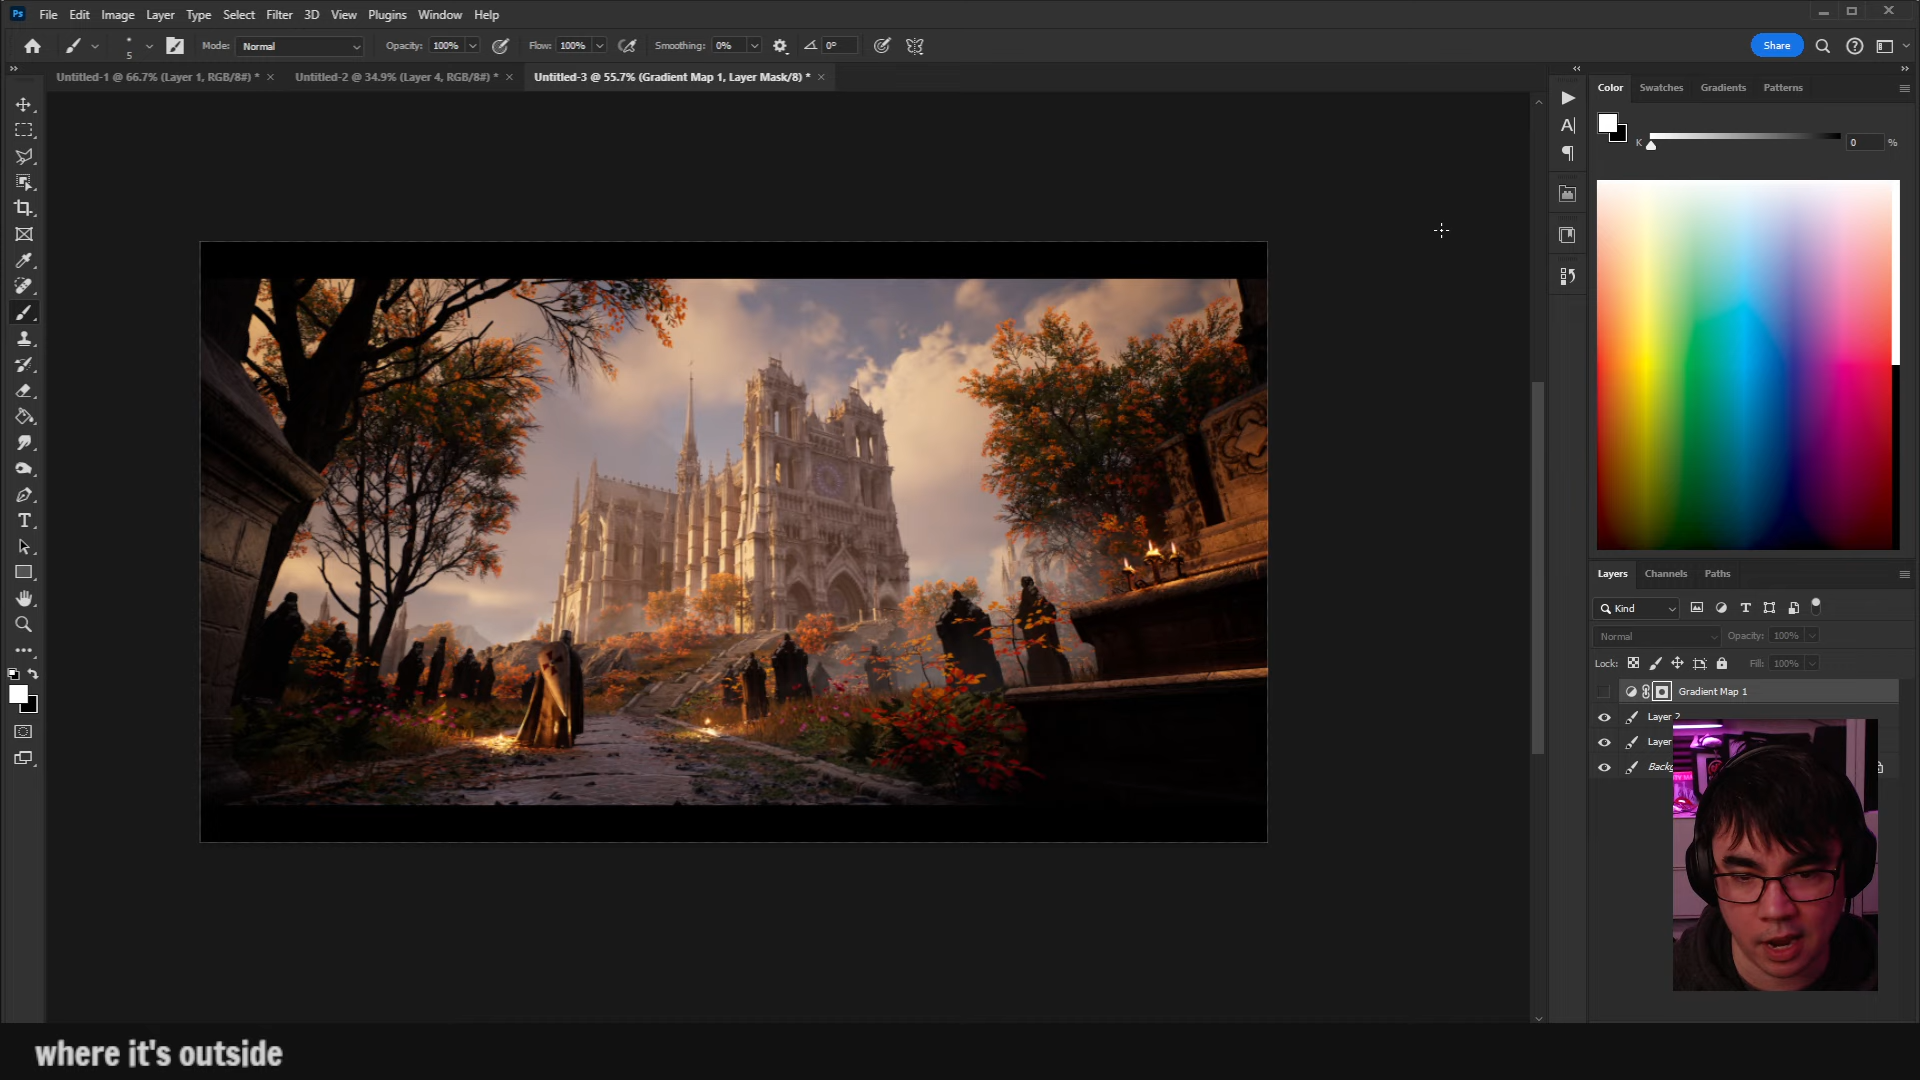 Ps File Edit Image Layer Type Select Filter 3D View Plugins Window Help
5 Mode: Normal Opacity: 100% Flow: 100% Smoothing: 0% 0° Share
Untitled-1 @ 66.7% (Layer 1, RGB/8#) * Untitled-2 @ 34.9% (Layer 4, RGB/8#) * Untitled-3 @ 55.7% (Gradient Map 1, Layer Mask/8) *
Color Swatches Gradients Patterns
K 0 %
Layers Channels Paths
Kind
Normal Opacity: 100%
Lock: Fill: 100%
Gradient Map 1
Layer 2
Layer
Backg
where it's outside